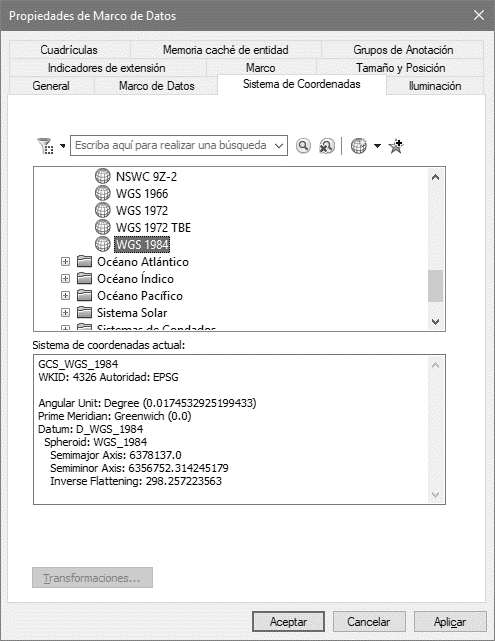 Propiedades de Marco de Datos
Cuadrículas Memoria caché de entidad Grupos de Anotación
Indicadores de extensión Marco Tamaño y Posición
General Marco de Datos Sistema de Coordenadas Iluminación
Escriba aquí para realizar una búsqueda
NSWC 9Z-2
WGS 1966
WGS 1972
WGS 1972 TBE
WGS 1984
Océano Atlántico
Océano Índico
Océano Pacífico
Sistema Solar
Sistemas de Condados
Sistema de coordenadas actual:
GCS_WGS_1984
WKID: 4326 Autoridad: EPSG
Angular Unit: Degree (0.0174532925199433)
Prime Meridian: Greenwich (0.0)
Datum: D_WGS_1984
Spheroid: WGS_1984
Semimajor Axis: 6378137.0
Semiminor Axis: 6356752.314245179
Inverse Flattening: 298.257223563
Transformaciones...
Aceptar Cancelar Aplicar